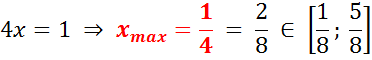 4x = 1 ⇒ x_max = 1/4 = 2/8 ∈ [1/8 ; 5/8]